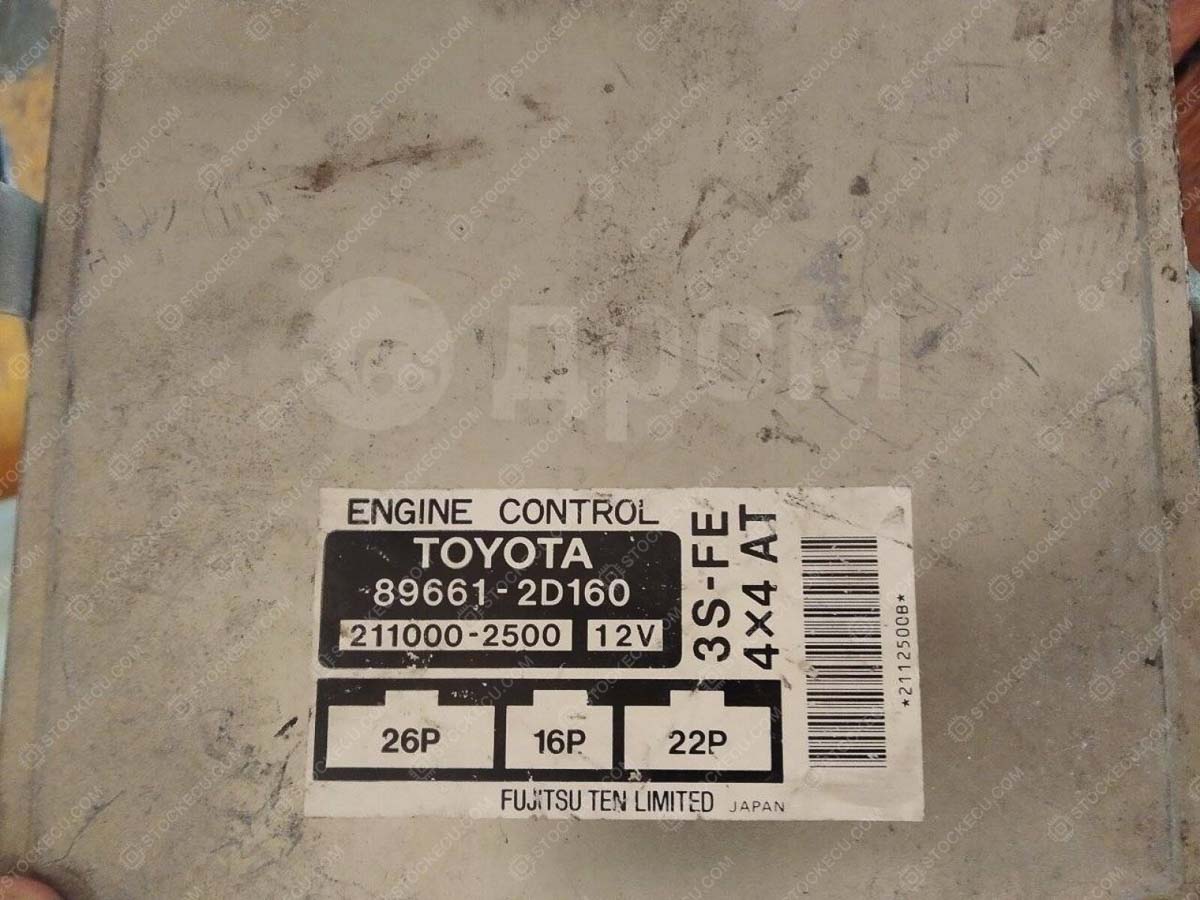 дром
ENGINE CONTROL
TOYOTA
89661-2D160
211000-2500 12V
3S-FE
4×4 AT
*2112500B*
26P 16P 22P
FUJITSU TEN LIMITED JAPAN
STOCKECU.COM